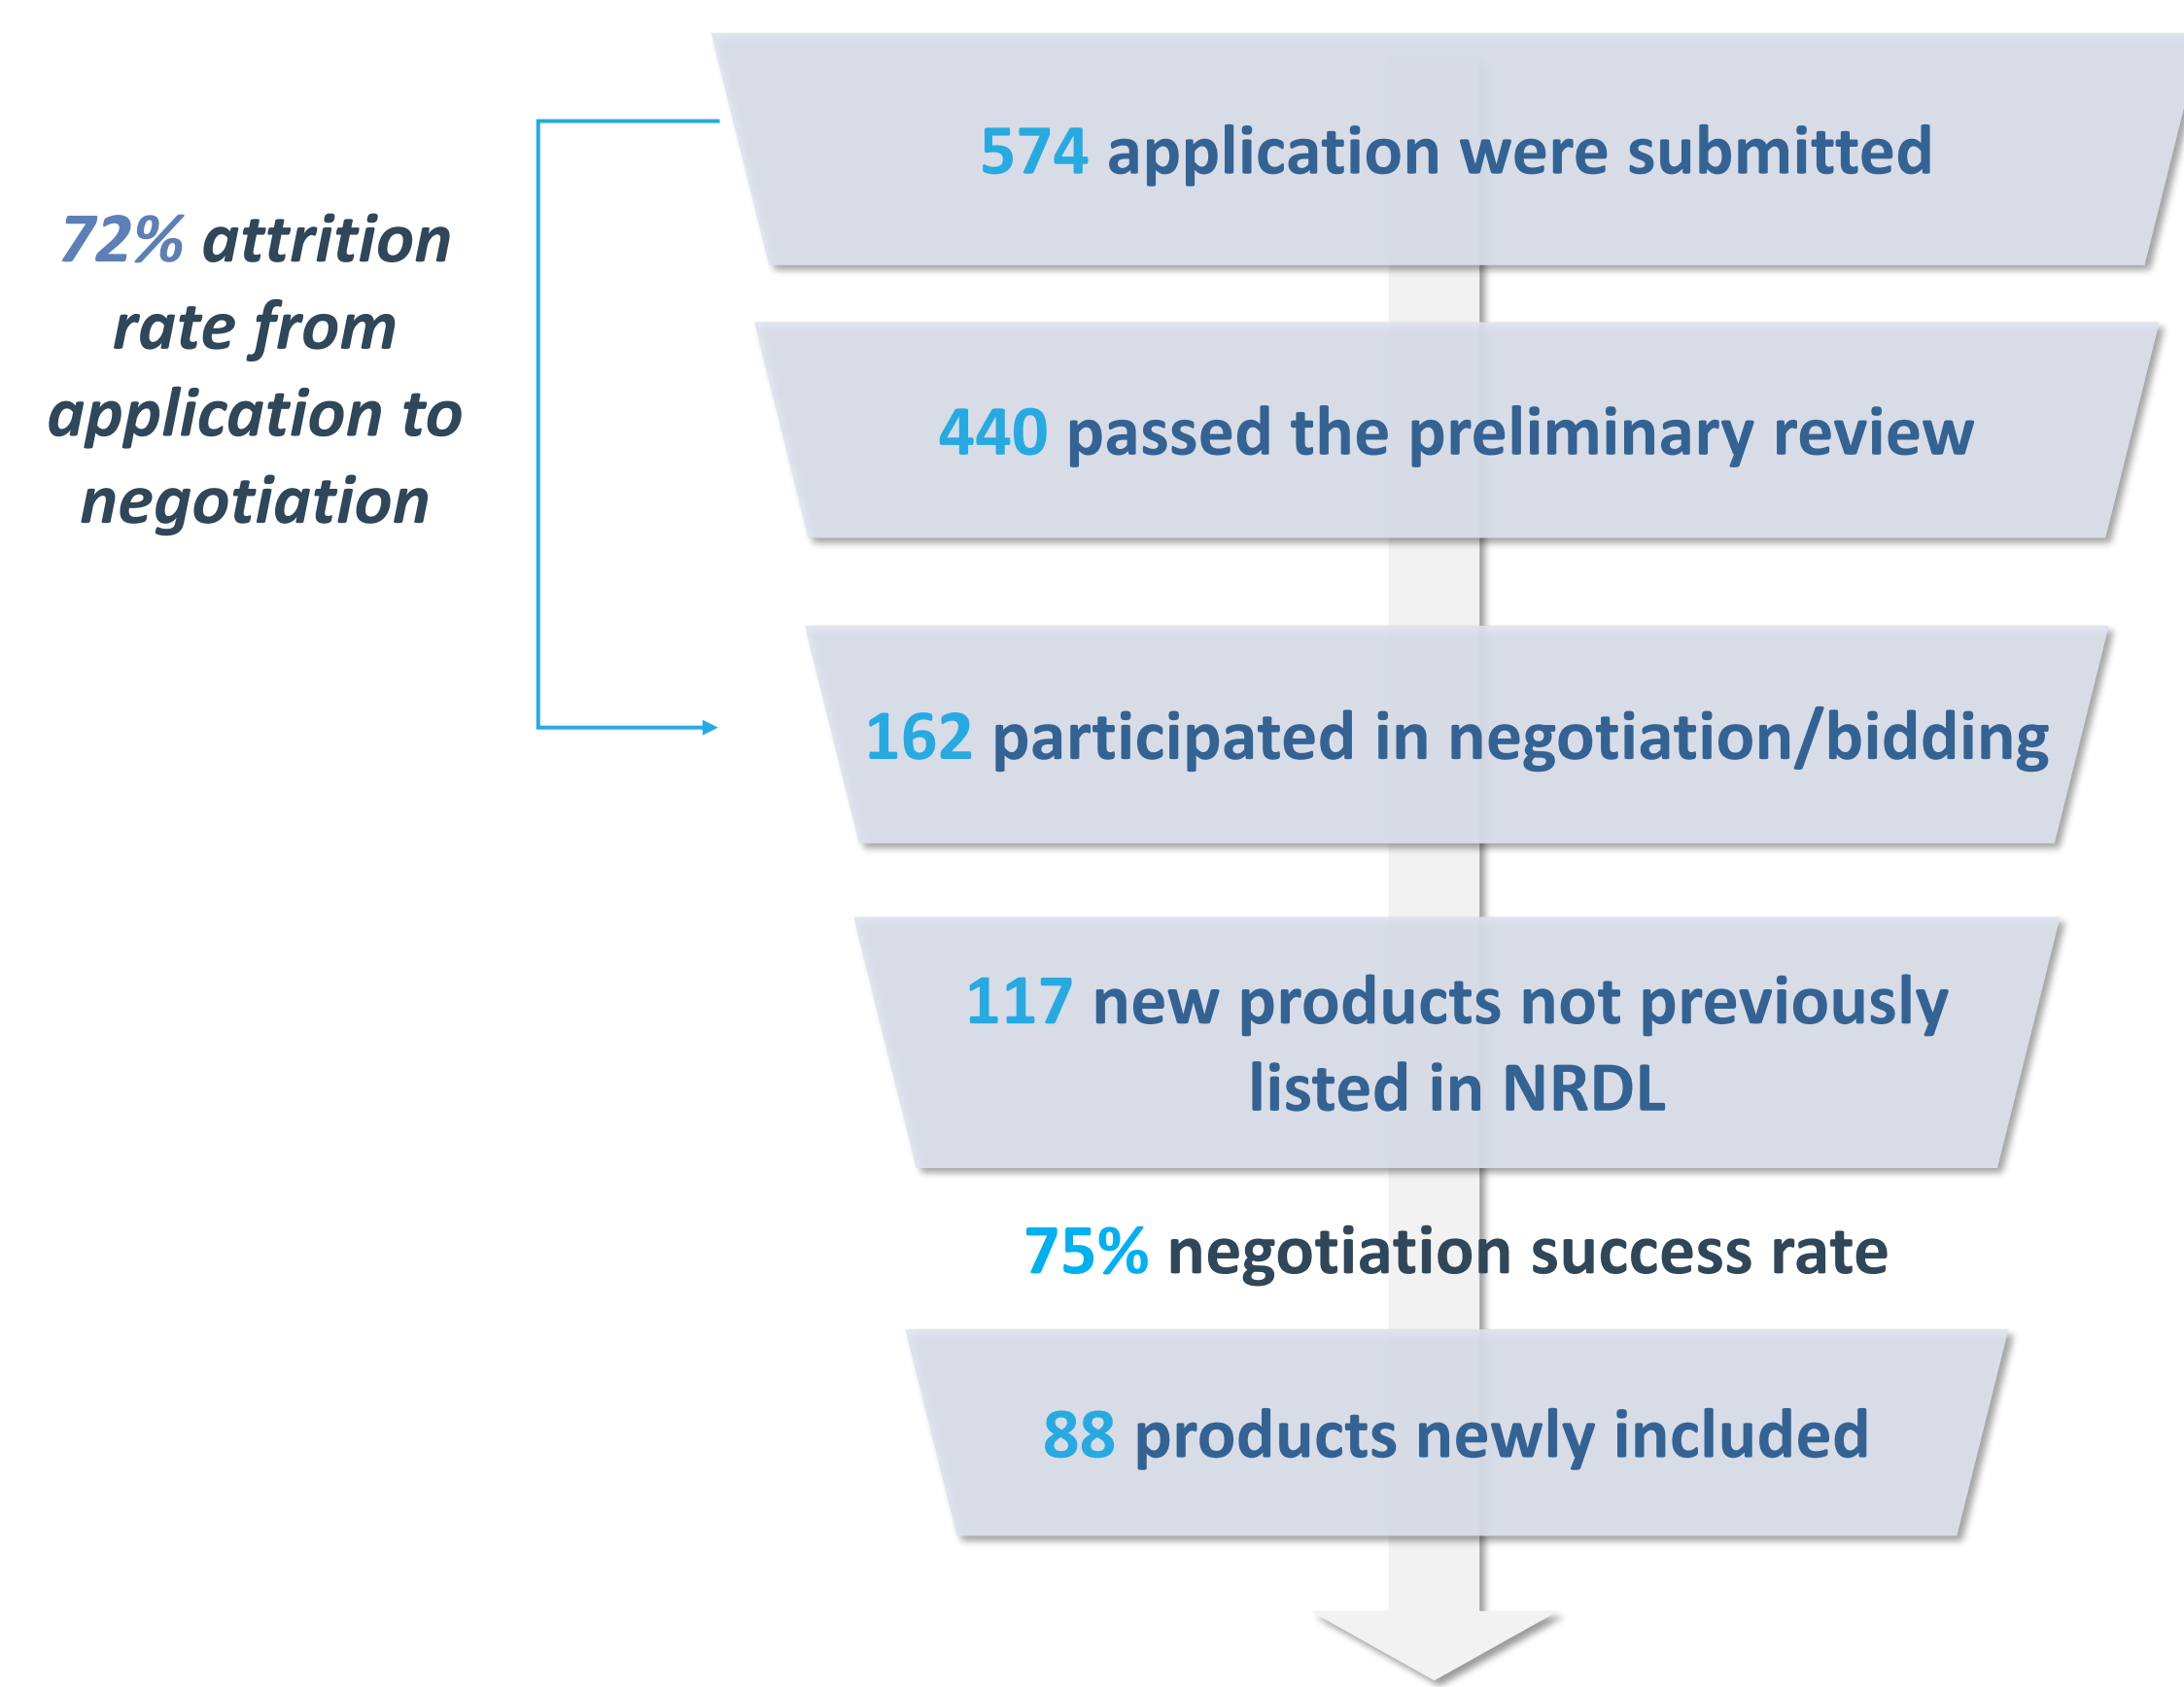 574 application were submitted
72% attrition
rate from
application to
negotiation
440 passed the preliminary review
162 participated in negotiation/bidding
117 new products not previously
listed in NRDL
75% negotiation success rate
88 products newly included